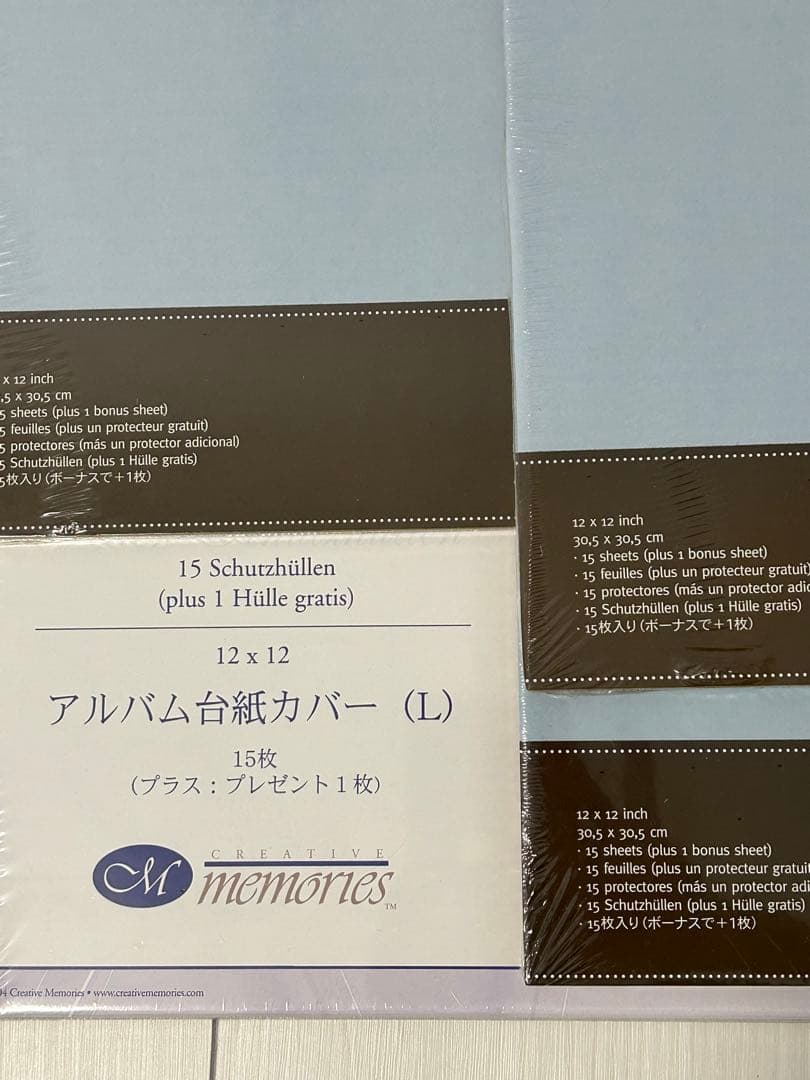 x 12 inch
,5 x 30,5 cm
5 sheets (plus 1 bonus sheet)
5 feuilles (plus un protecteur gratuit)
5 protectores (más un protector adicional)
5 Schutzhüllen (plus 1 Hülle gratis)
5枚入り(ボーナスで+1枚)
15 Schutzhüllen
(plus 1 Hülle gratis)
12 x 12
アルバム台紙カバー (L)
15枚
(プラス:プレゼント1枚)
M
CREATIVE
memories™
04 Creative Memories • www.creativememories.com
12 x 12 inch
30,5 x 30,5 cm
· 15 sheets (plus 1 bonus sheet)
· 15 feuilles (plus un protecteur gratuit)
· 15 protectores (más un protector adic
· 15 Schutzhüllen (plus 1 Hülle gratis)
· 15枚入り(ボーナスで+1枚)
12 x 12 inch
30,5 x 30,5 cm
· 15 sheets (plus 1 bonus sheet)
· 15 feuilles (plus un protecteur gratuit
· 15 protectores (más un protector adi
· 15 Schutzhüllen (plus 1 Hülle gratis)
· 15枚入り(ボーナスで+1枚)